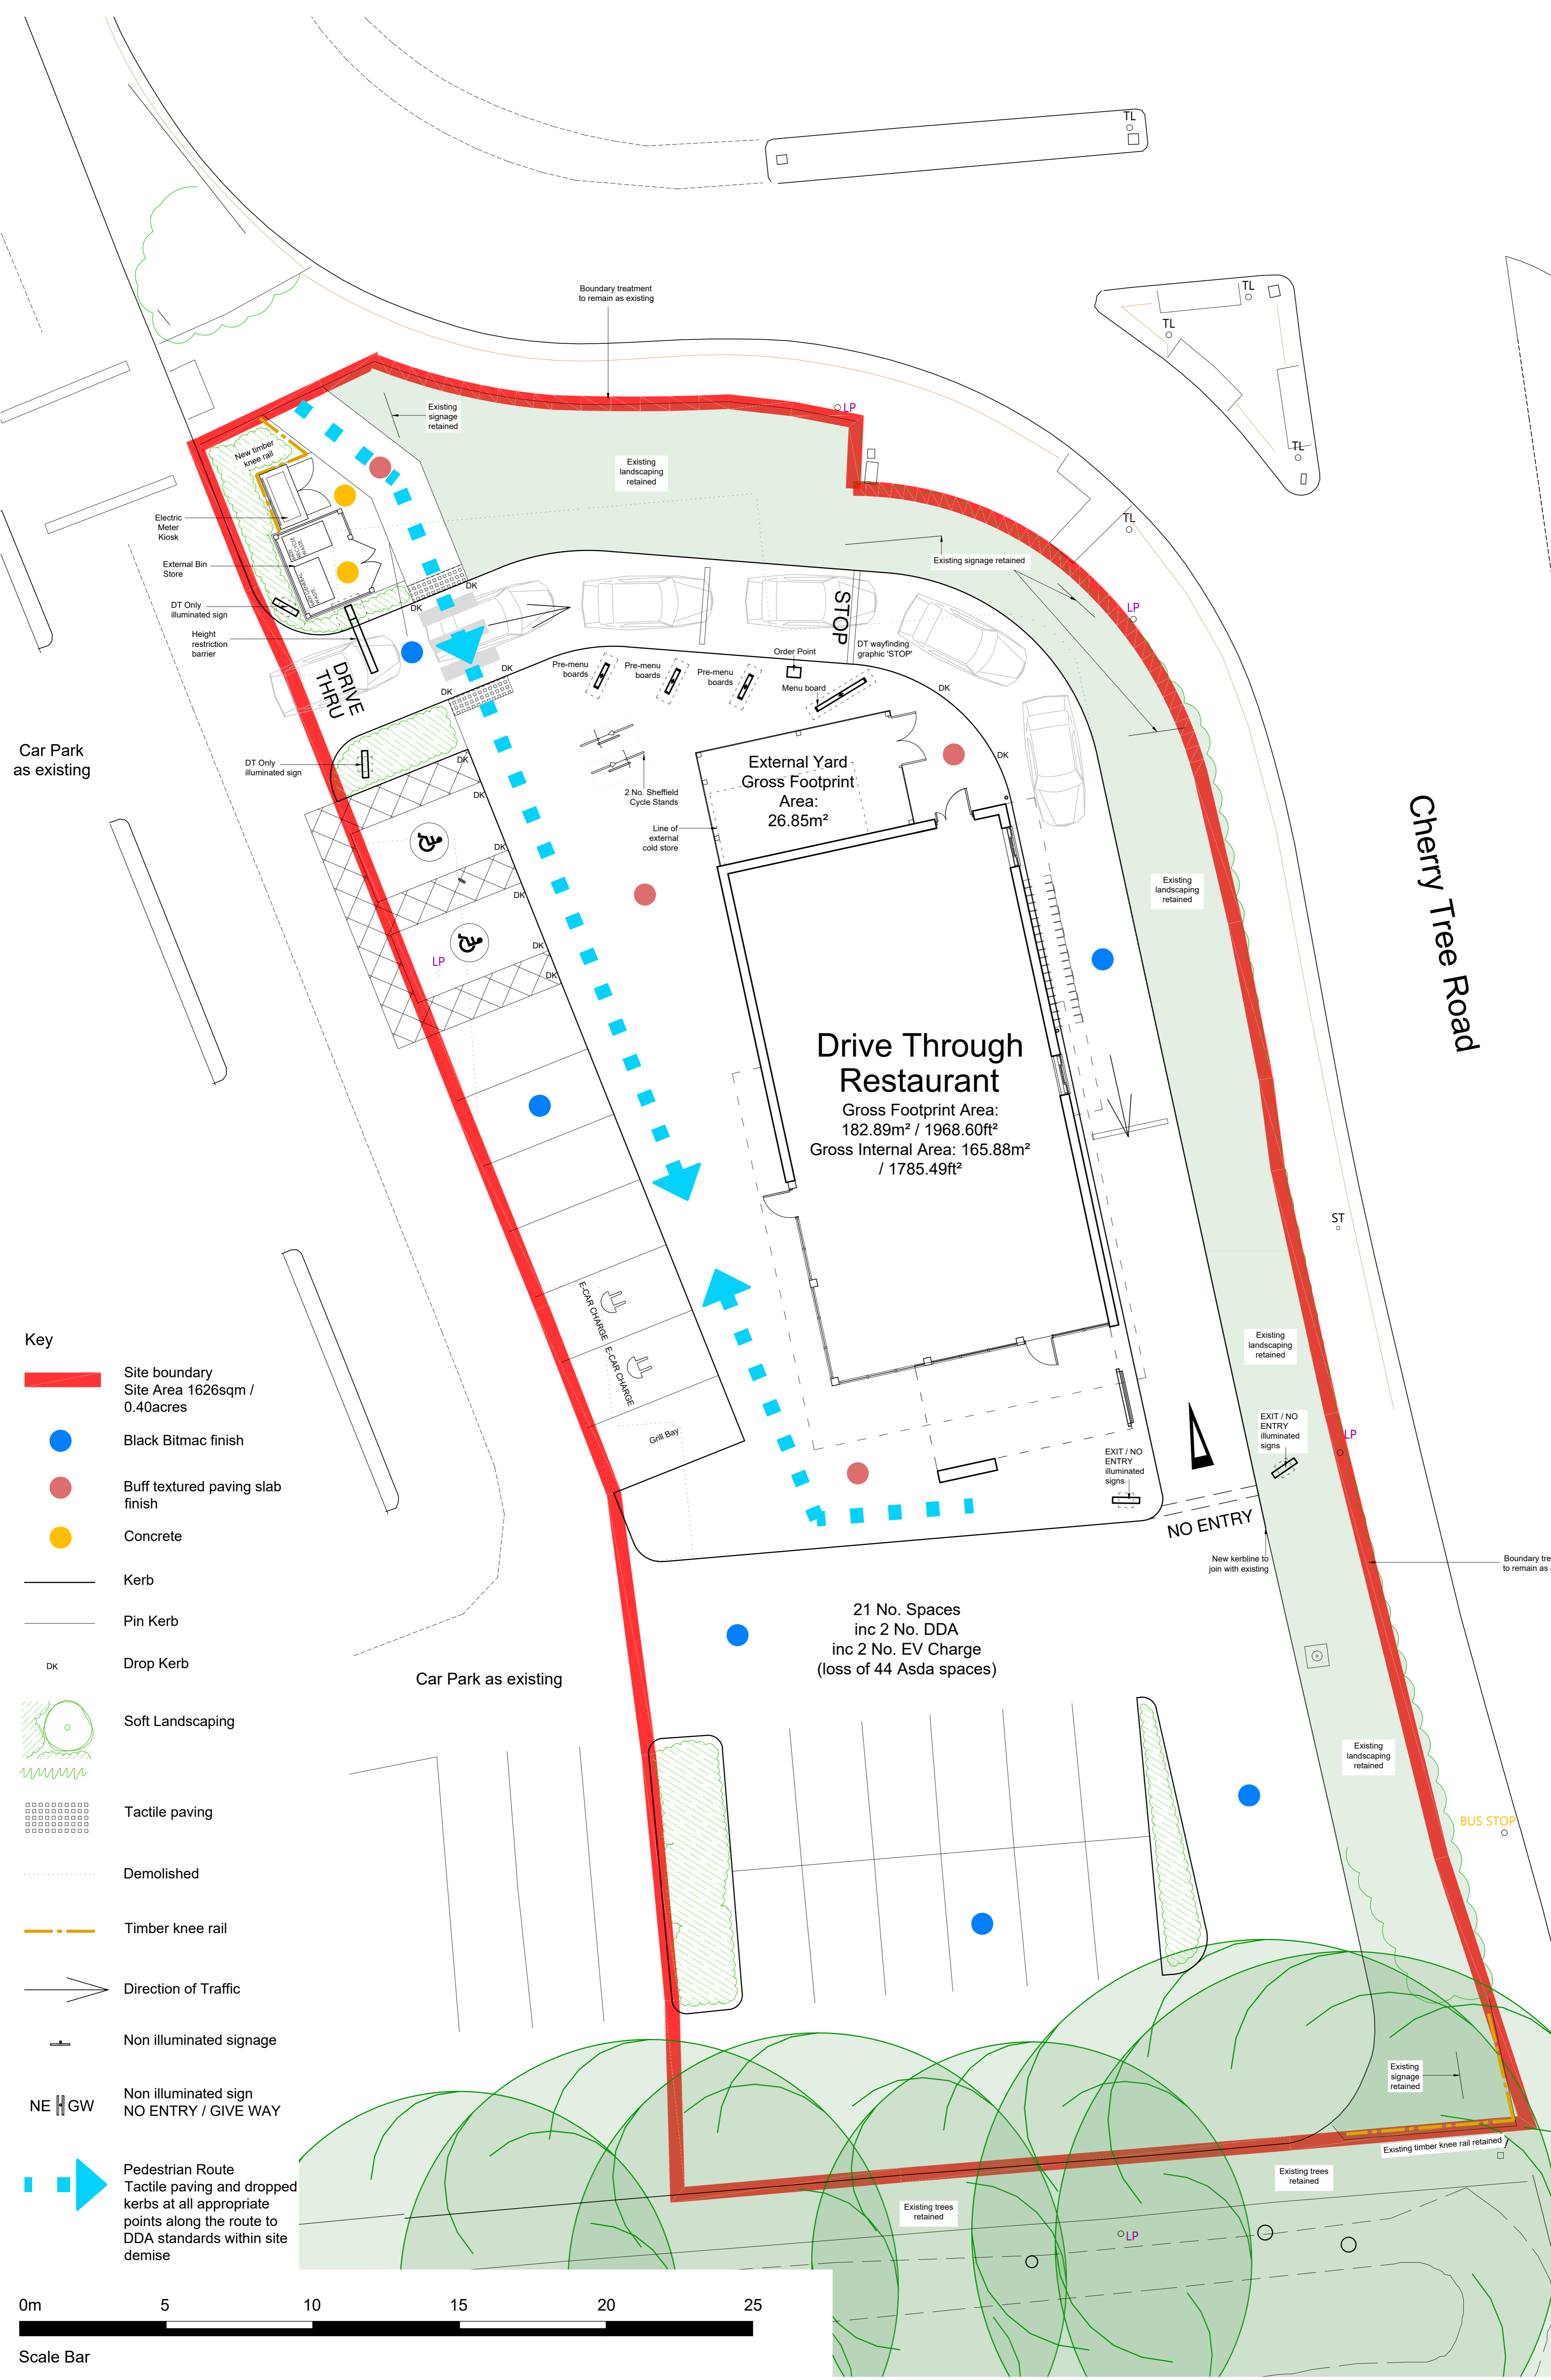 TL
TL
TL
TL
TL
Boundary treatment
to remain as existing
LP
Existing
signage
retained
Existing
landscaping
retained
New timber
knee rail
Electric
Meter
Kiosk
External Bin
Store
DT Only
illuminated sign
Height
restriction
barrier
DK
DK
DK
DK
Existing signage retained
LP
STOP
DT wayfinding
graphic 'STOP'
Order Point
Menu board
Pre-menu
boards
Pre-menu
boards
Pre-menu
boards
DRIVE
THRU
DK
DK
DT Only
illuminated sign
2 No. Sheffield
Cycle Stands
Line of
external
cold store
External Yard
Gross Footprint
Area:
26.85m²
Car Park
as existing
DK
DK
DK
DK
DK
DK
LP
Existing
landscaping
retained
Cherry Tree Road
Drive Through
Restaurant
Gross Footprint Area:
182.89m² / 1968.60ft²
Gross Internal Area: 165.88m²
/ 1785.49ft²
ST
E-CAR CHARGE
E-CAR CHARGE
Grill Bay
Existing
landscaping
retained
EXIT / NO
ENTRY
illuminated
signs
EXIT / NO
ENTRY
illuminated
signs
LP
NO ENTRY
New kerbline to
join with existing
Boundary tre
to remain as
21 No. Spaces
inc 2 No. DDA
inc 2 No. EV Charge
(loss of 44 Asda spaces)
Car Park as existing
Existing
landscaping
retained
BUS STOP
Existing
signage
retained
Existing timber knee rail retained
Existing trees
retained
Existing trees
retained
LP
Key
Site boundary
Site Area 1626sqm /
0.40acres
Black Bitmac finish
Buff textured paving slab
finish
Concrete
Kerb
Pin Kerb
DK
Drop Kerb
Soft Landscaping
Tactile paving
Demolished
Timber knee rail
Direction of Traffic
Non illuminated signage
NE GW
Non illuminated sign
NO ENTRY / GIVE WAY
Pedestrian Route
Tactile paving and dropped
kerbs at all appropriate
points along the route to
DDA standards within site
demise
0m 5 10 15 20 25
Scale Bar